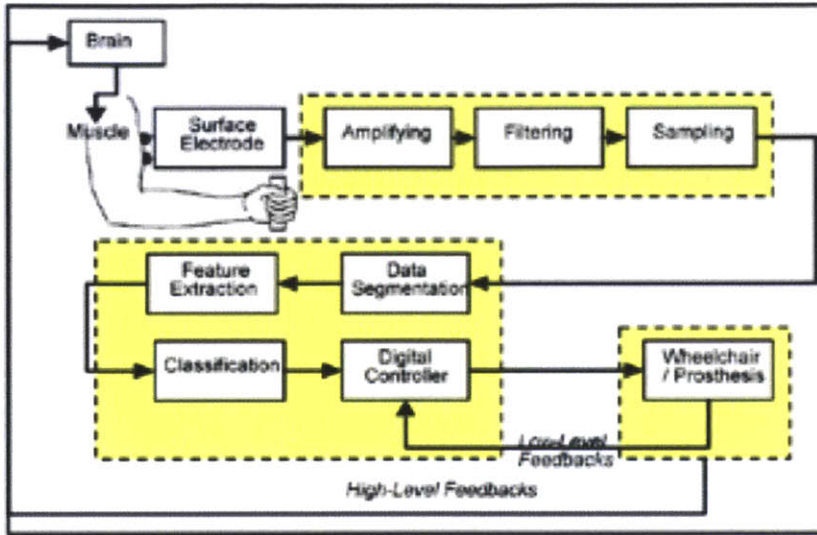 Brain
Muscle
Surface
Electrode
Amplifying
Filtering
Sampling
Feature
Extraction
Data
Segmentation
Classification
Digital
Controller
Wheelchair
/ Prosthesis
Low-Level
Feedbacks
High-Level Feedbacks